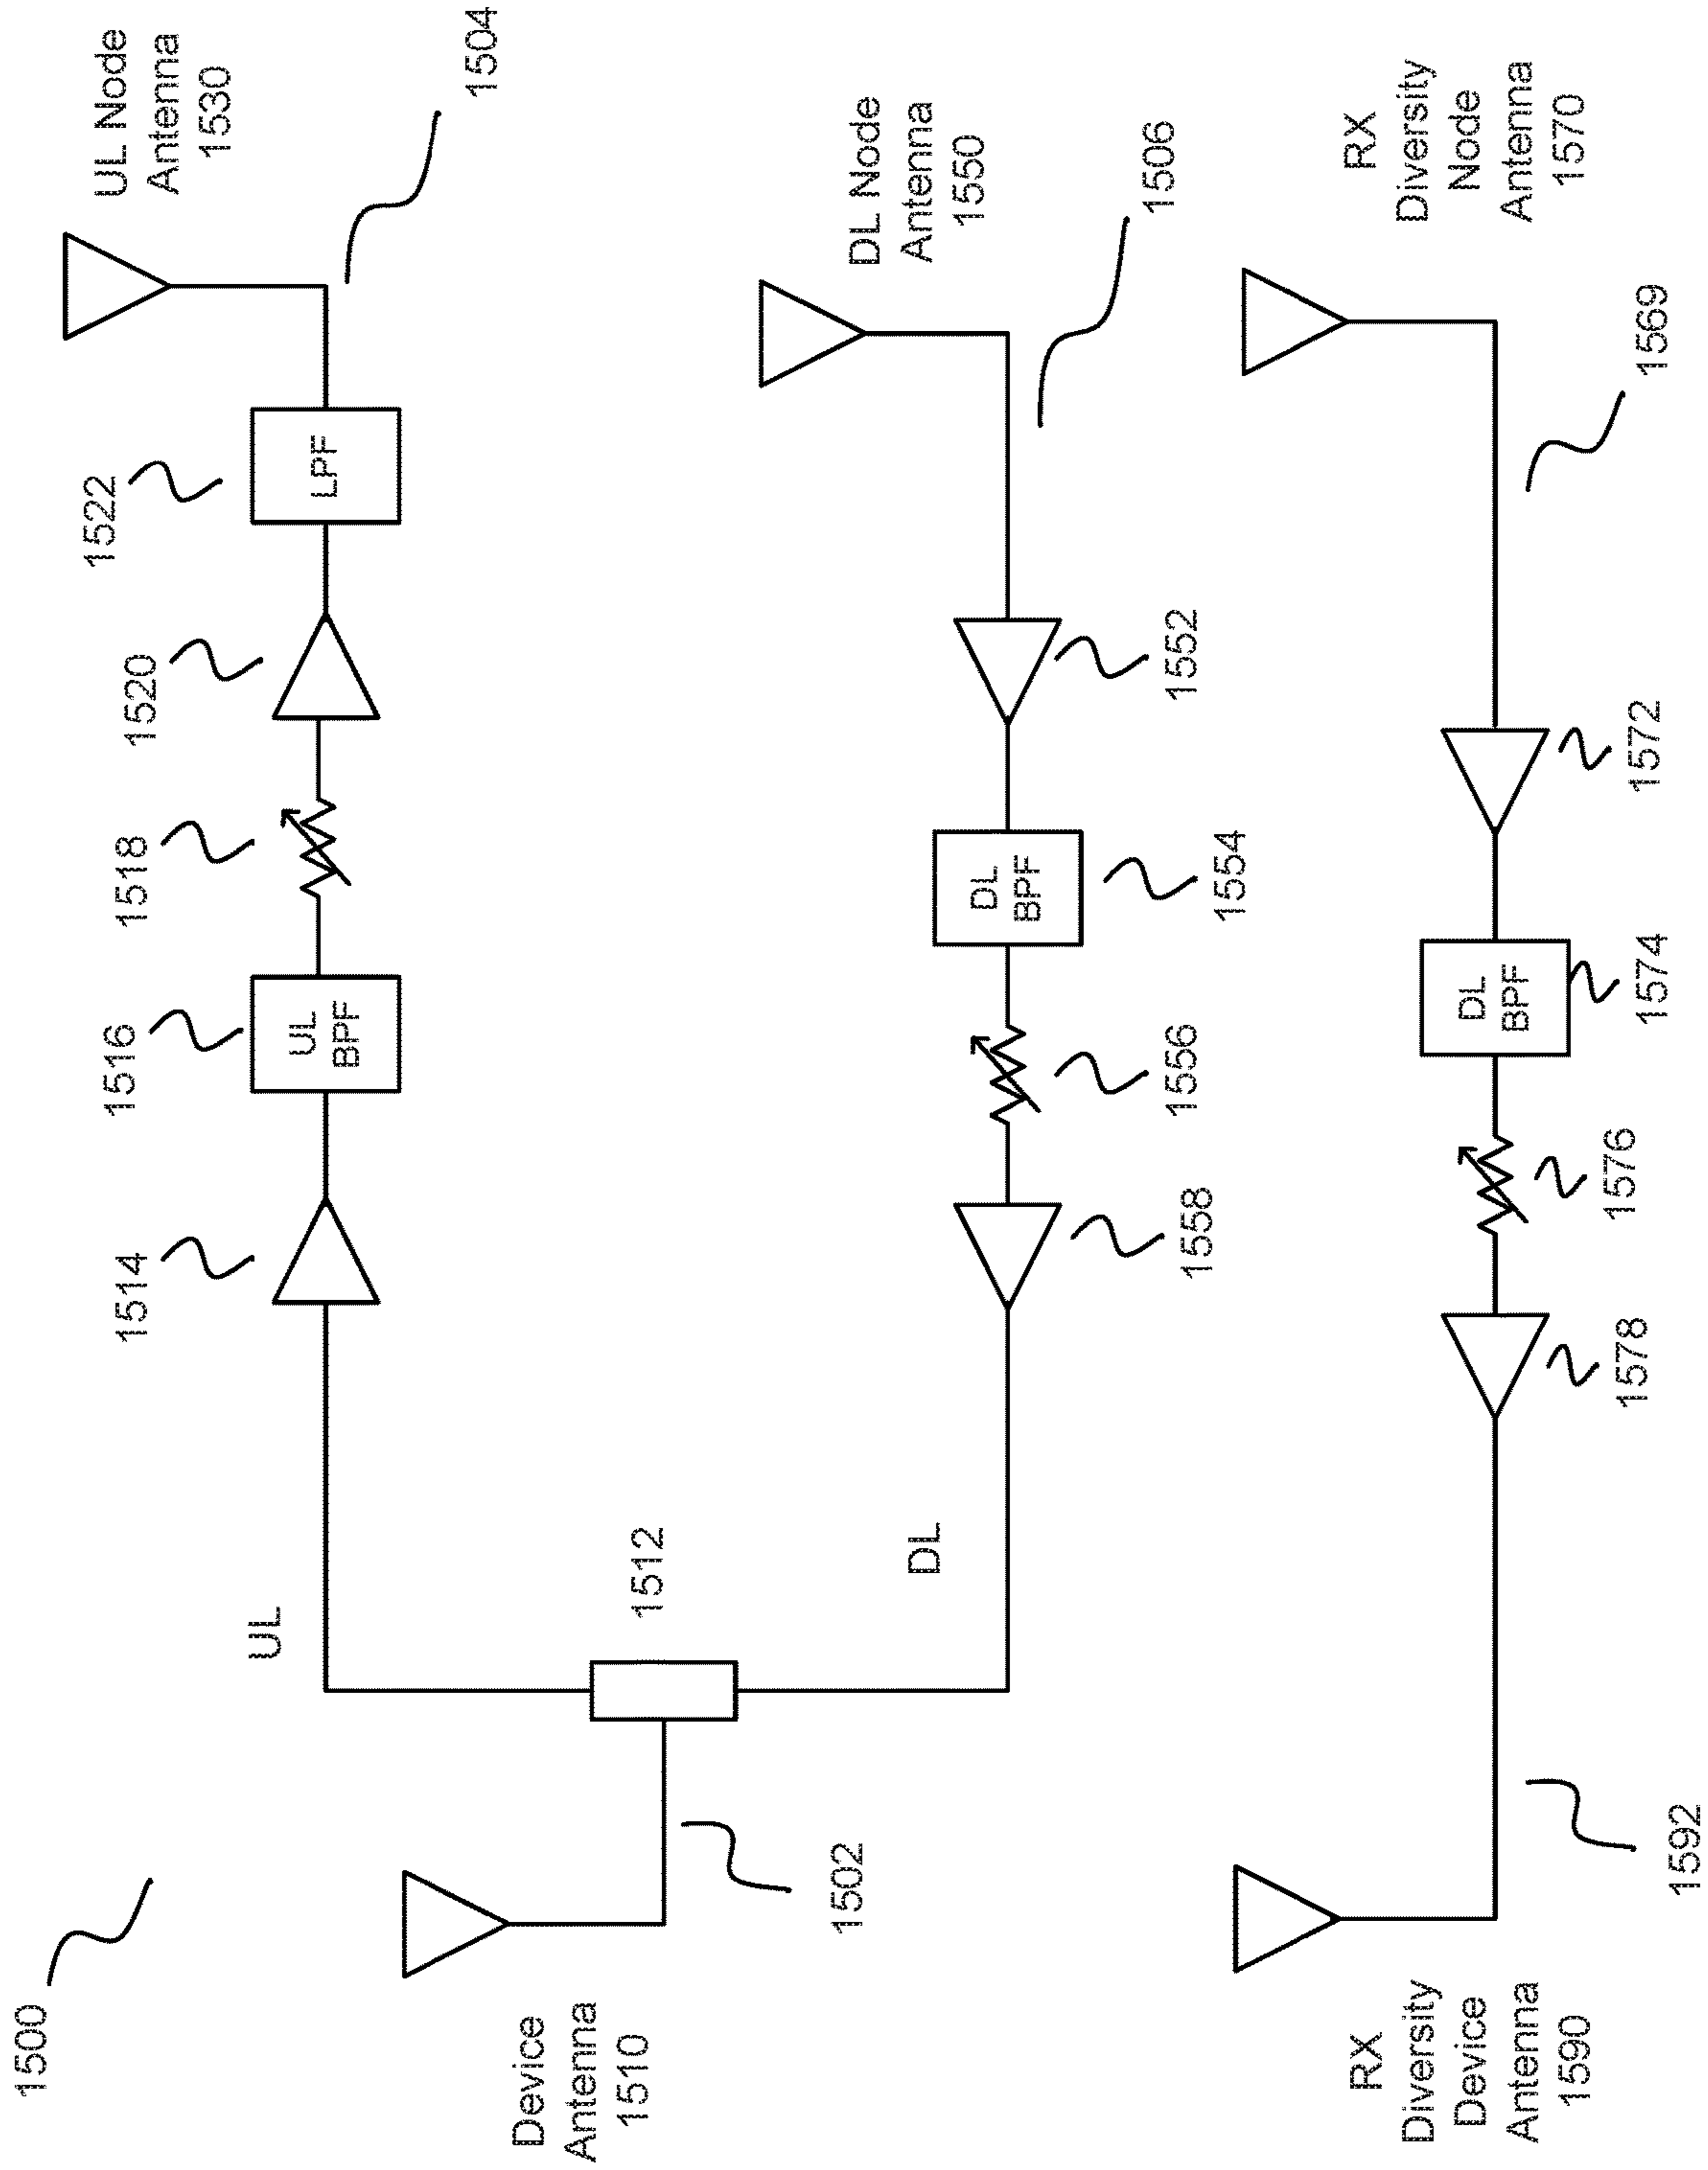 1500
UL Node
Antenna
1530
1522
1520
1518
1516
1514
UL
UL
BPF
LPF
1504
Device
Antenna
1510
1512
1502
DL
DL Node
Antenna
1550
DL
BPF
1506
1558
1556
1554
1552
RX
Diversity
Device
Antenna
1590
RX
Diversity
Node
Antenna
1570
DL
BPF
1592
1578
1576
1574
1572
1569